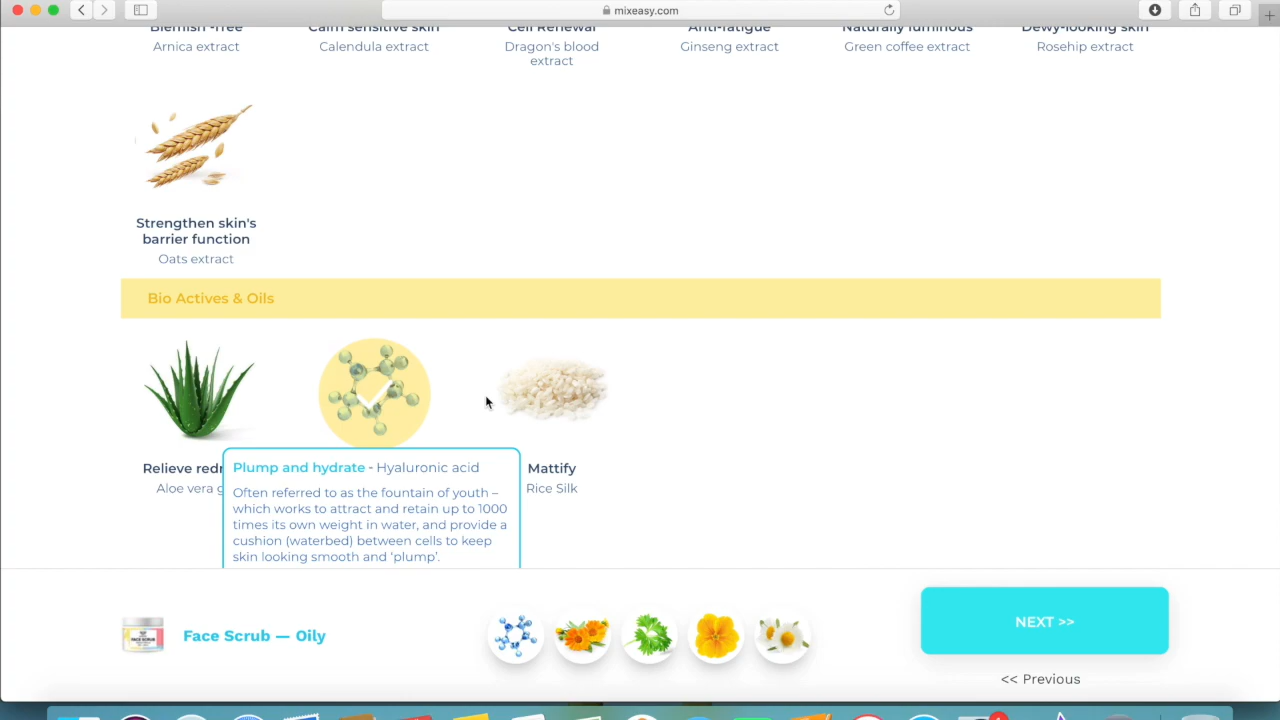 mixeasy.com
Blemish -Free
Calm sensitive skin
Cell Renewal
Anti-fatigue
Naturally luminous
Dewy-looking skin
Arnica extract
Calendula extract
Dragon's blood
extract
Ginseng extract
Green coffee extract
Rosehip extract
Strengthen skin's
barrier function
Oats extract
Bio Actives & Oils
Relieve
Aloe vera
Plump and hydrate - Hyaluronic acid
Often referred to as the fountain of youth –
which works to attract and retain up to 1000
times its own weight in water, and provide a
cushion (waterbed) between cells to keep
skin looking smooth and ‘plump’.
Mattify
Rice Silk
FACE SCRUB
Face Scrub — Oily
NEXT >>
<< Previous